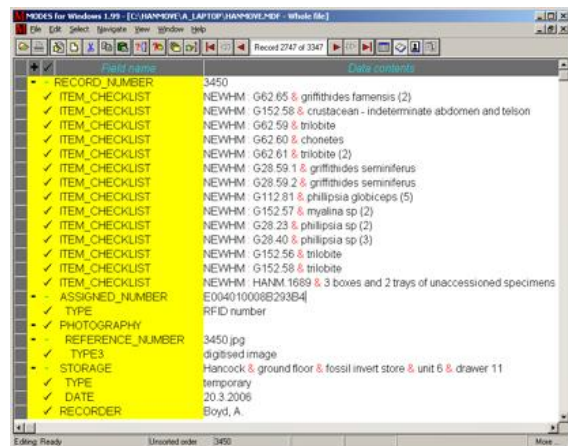 MODES for Windows 1.99 - [C:\HANMOVE\A_LAPTOP\HANMOVE.MDF - Whole file]
File Edit Select Navigate View Window Help
Record 2747 of 3347
Field name Data contents
RECORD_NUMBER 3450
ITEM_CHECKLIST NEWHM : G62.65 & griffithides farnensis (2)
ITEM_CHECKLIST NEWHM : G152.58 & crustacean - indeterminate abdomen and telson
ITEM_CHECKLIST NEWHM : G62.59 & trilobite
ITEM_CHECKLIST NEWHM : G62.60 & chonetes
ITEM_CHECKLIST NEWHM : G62.61 & trilobite (2)
ITEM_CHECKLIST NEWHM : G28.59.1 & griffithides seminiferus
ITEM_CHECKLIST NEWHM : G28.59.2 & griffithides seminiferus
ITEM_CHECKLIST NEWHM : G112.81 & phillipsia globiceps (5)
ITEM_CHECKLIST NEWHM : G152.57 & myalina sp (2)
ITEM_CHECKLIST NEWHM : G28.23 & phillipsia sp (2)
ITEM_CHECKLIST NEWHM : G28.40 & phillipsia sp (3)
ITEM_CHECKLIST NEWHM : G152.56 & trilobite
ITEM_CHECKLIST NEWHM : G152.58 & trilobite
ITEM_CHECKLIST NEWHM : HANM.1689 & 3 boxes and 2 trays of unaccessioned specimens
ASSIGNED_NUMBER E004010008B293B4
TYPE RFID number
PHOTOGRAPHY
REFERENCE_NUMBER 3450.jpg
TYPE3 digitised image
STORAGE Hancock & ground floor & fossil invert store & unit 6 & drawer 11
TYPE temporary
DATE 20.3.2006
RECORDER Boyd, A.
Editing: Ready Unsorted order 3450 More ...